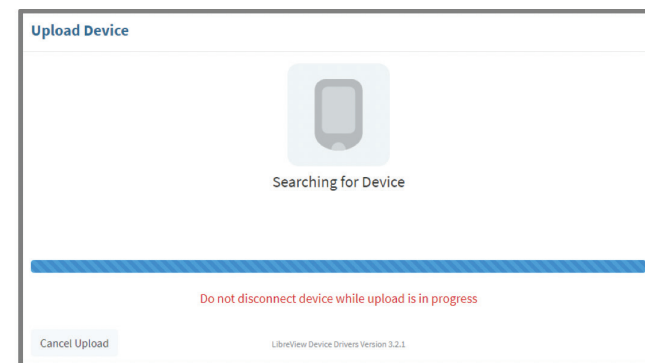 Upload Device
Searching for Device
Do not disconnect device while upload is in progress
Cancel Upload
LibreView Device Drivers Version 3.2.1